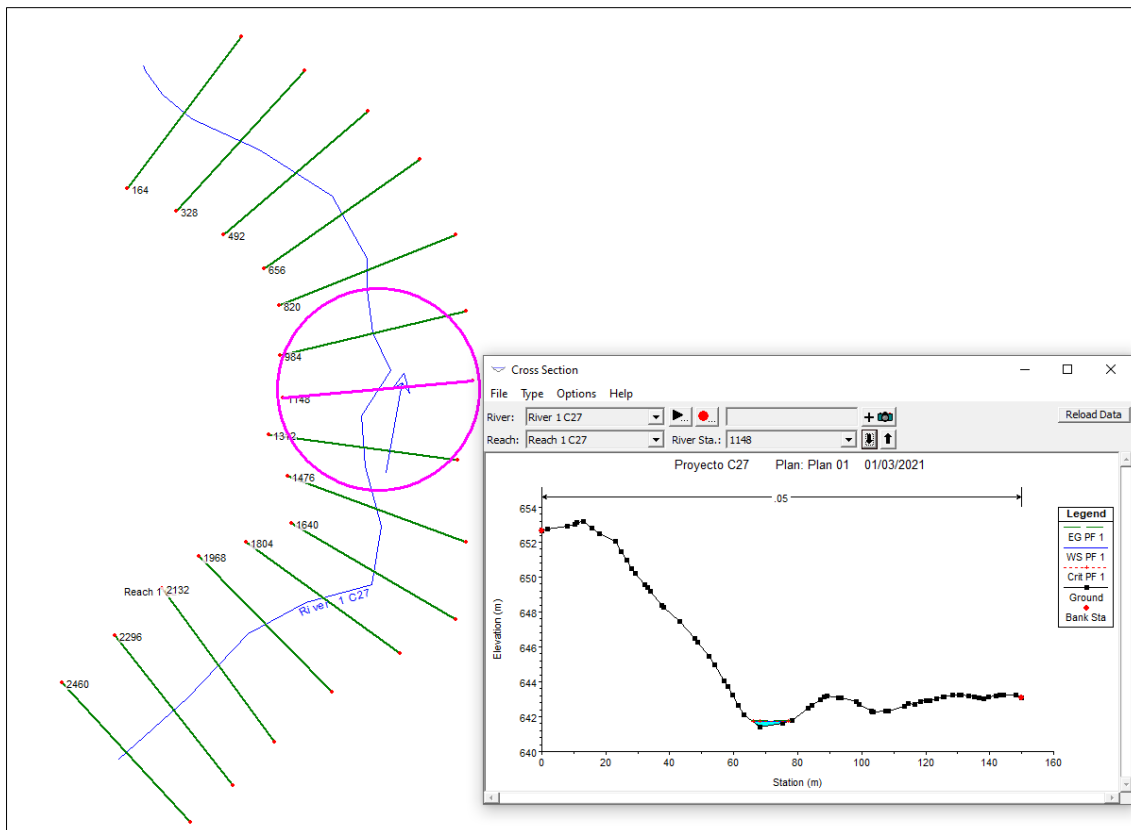 164
328
492
656
820
984
1148
1312
1476
1640
1804
1968
Reach 1
2132
River 1 C27
2296
2460
Cross Section
File Type Options Help
River: River 1 C27
Reload Data
Reach: Reach 1 C27 River Sta.: 1148
Proyecto C27 Plan: Plan 01 01/03/2021
.05
Legend
EG PF 1
WS PF 1
Crit PF 1
Ground
Bank Sta
Elevation (m)
654
652
650
648
646
644
642
640
0 20 40 60 80 100 120 140 160
Station (m)